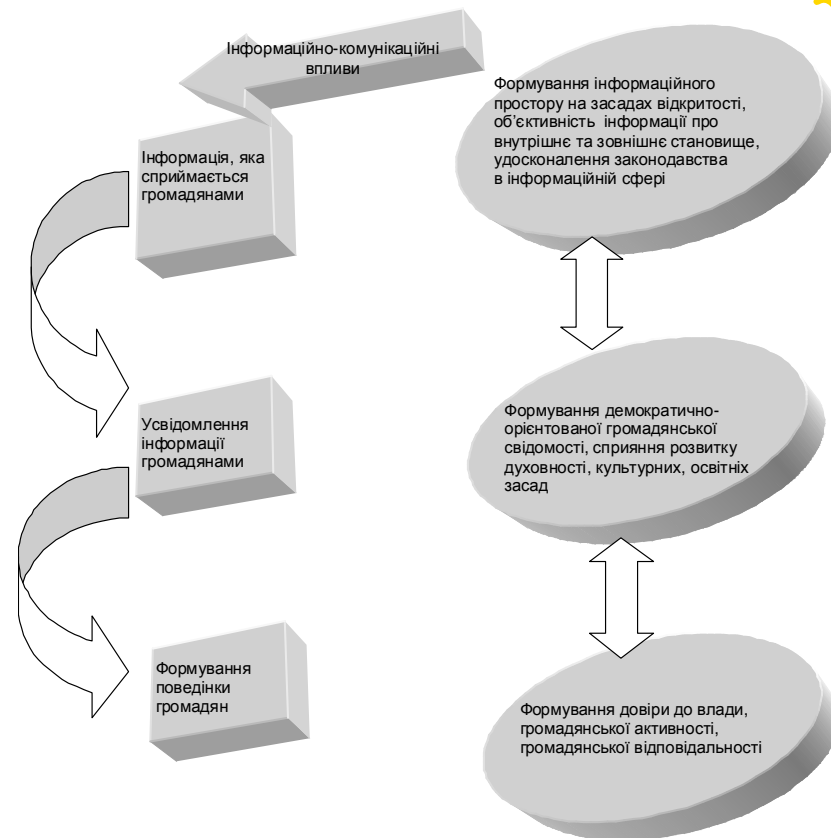 Інформаційно-комунікаційні
впливи
Формування інформаційного
простору на засадах відкритості,
об’єктивність інформації про
внутрішнє та зовнішнє становище,
удосконалення законодавства
в інформаційній сфері
Інформація, яка
сприймається
громадянами
Усвідомлення
інформації
громадянами
Формування демократично-
орієнтованої громадянської
свідомості, сприяння розвитку
духовності, культурних, освітніх
засад
Формування
поведінки
громадян
Формування довіри до влади,
громадянської активності,
громадянської відповідальності